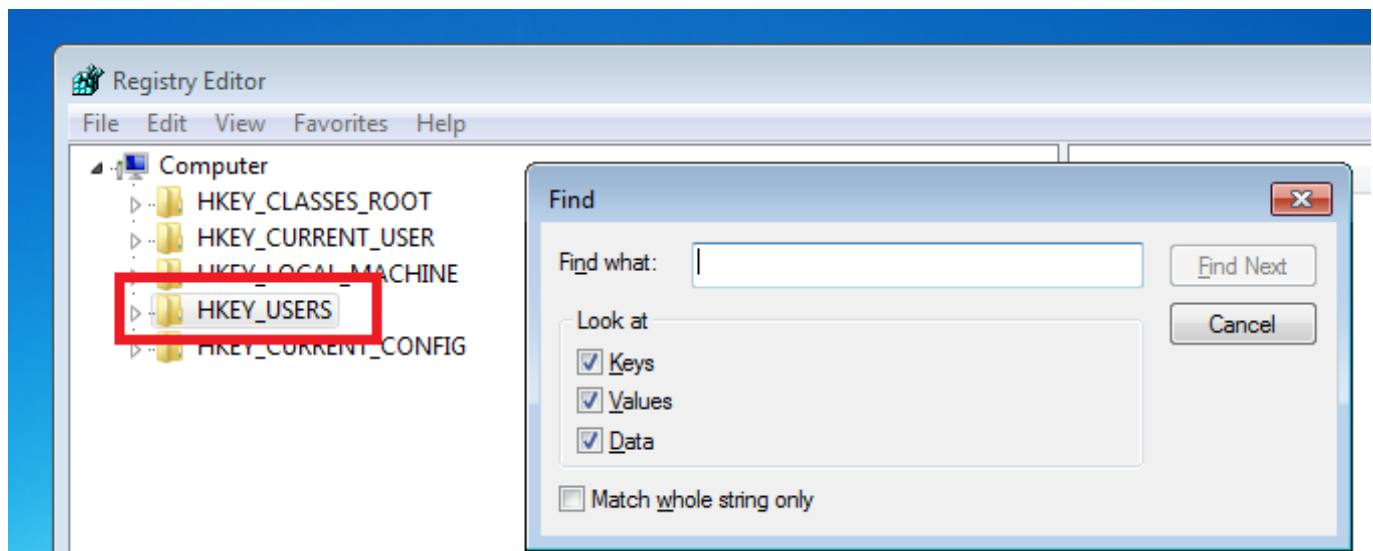 Registry Editor
File Edit View Favorites Help
Computer
HKEY_CLASSES_ROOT
HKEY_CURRENT_USER
HKEY_LOCAL_MACHINE
HKEY_USERS
HKEY_CURRENT_CONFIG
Find
Find what:
Find Next
Look at
Cancel
Keys
Values
Data
Match whole string only